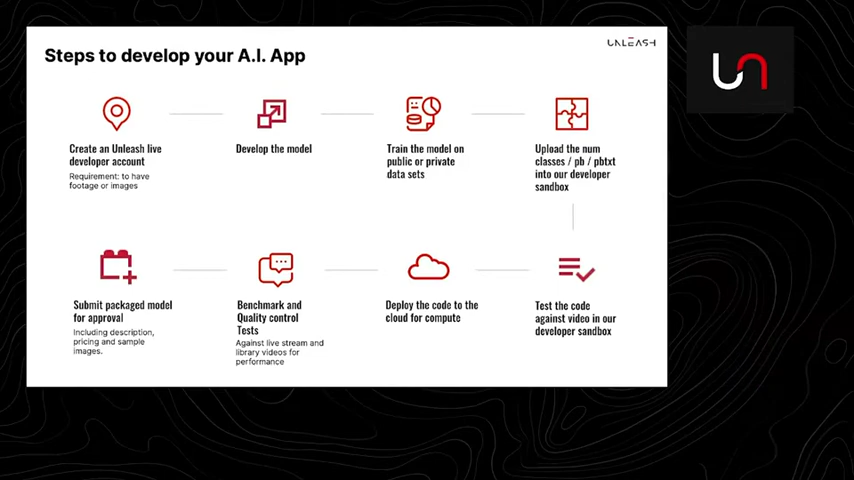 Steps to develop your A.I. App
UNLEASH
un
Create an Unleash live
developer account
Requirement: to have
footage or images
Develop the model
Train the model on
public or private
data sets
Upload the num
classes / pb / pbtxt
into our developer
sandbox
Submit packaged model
for approval
Including description,
pricing and sample
images.
Benchmark and
Quality control
Tests
Against live stream and
library videos for
performance
Deploy the code to the
cloud for compute
Test the code
against video in our
developer sandbox